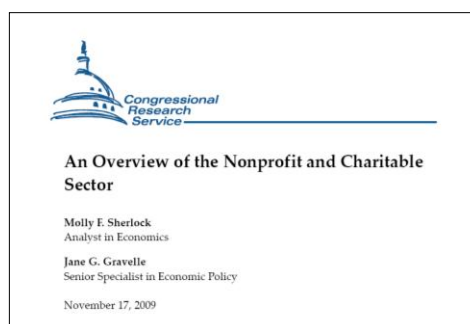 Congressional
Research
Service
An Overview of the Nonprofit and Charitable
Sector
Molly F. Sherlock
Analyst in Economics
Jane G. Gravelle
Senior Specialist in Economic Policy
November 17, 2009